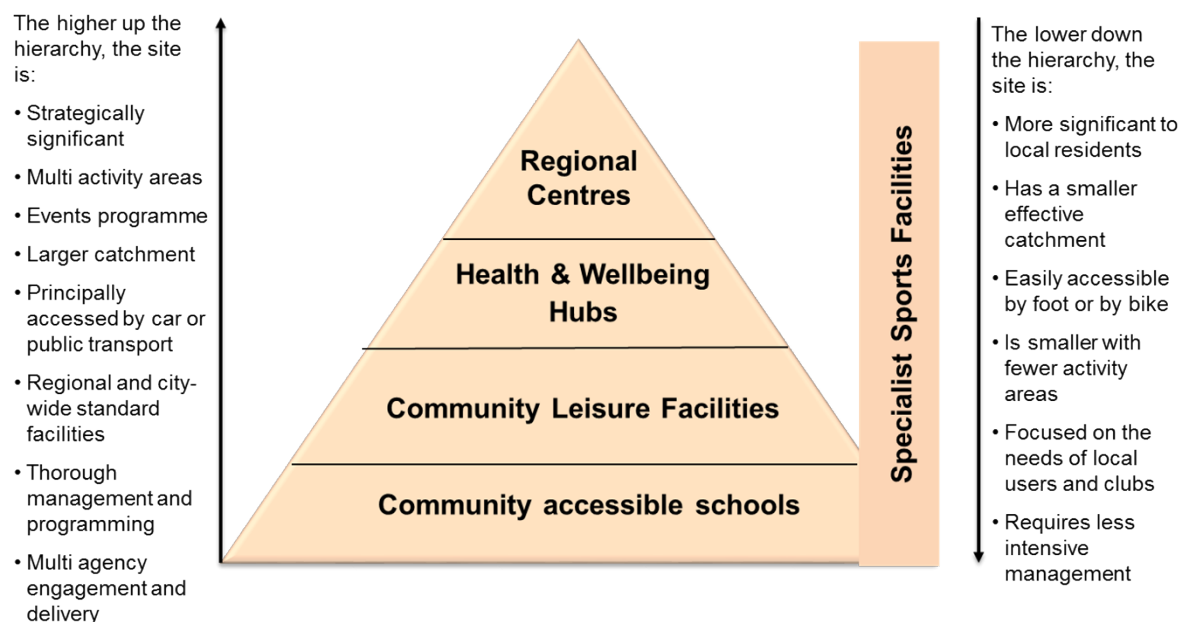 The higher up the
hierarchy, the site
is:
• Strategically
significant
• Multi activity areas
• Events programme
• Larger catchment
• Principally
accessed by car or
public transport
• Regional and city-
wide standard
facilities
• Thorough
management and
programming
• Multi agency
engagement and
delivery
Regional
Centres
Health & Wellbeing
Hubs
Community Leisure Facilities
Community accessible schools
Specialist Sports Facilities
The lower down
the hierarchy, the
site is:
• More significant to
local residents
• Has a smaller
effective
catchment
• Easily accessible
by foot or by bike
• Is smaller with
fewer activity
areas
• Focused on the
needs of local
users and clubs
• Requires less
intensive
management